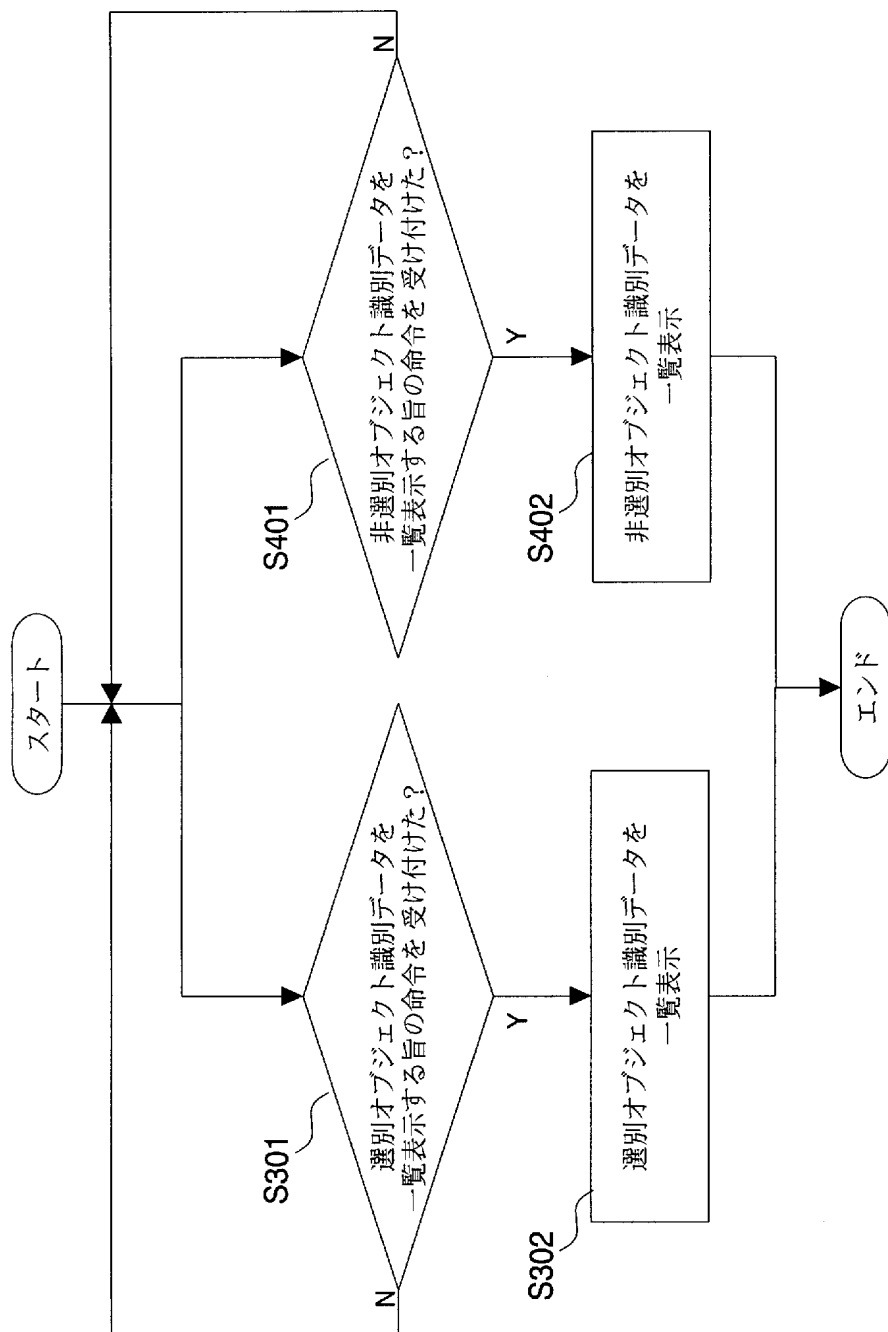 スタート
S301
選別オブジェクト識別データを
一覧表示する旨の命令を 受け付けた?
N
Y
S302
選別オブジェクト識別データを
一覧表示
S401
非選別オブジェクト識別データを
一覧表示する旨の命令を 受け付けた?
N
Y
S402
非選別オブジェクト識別データを
一覧表示
エンド